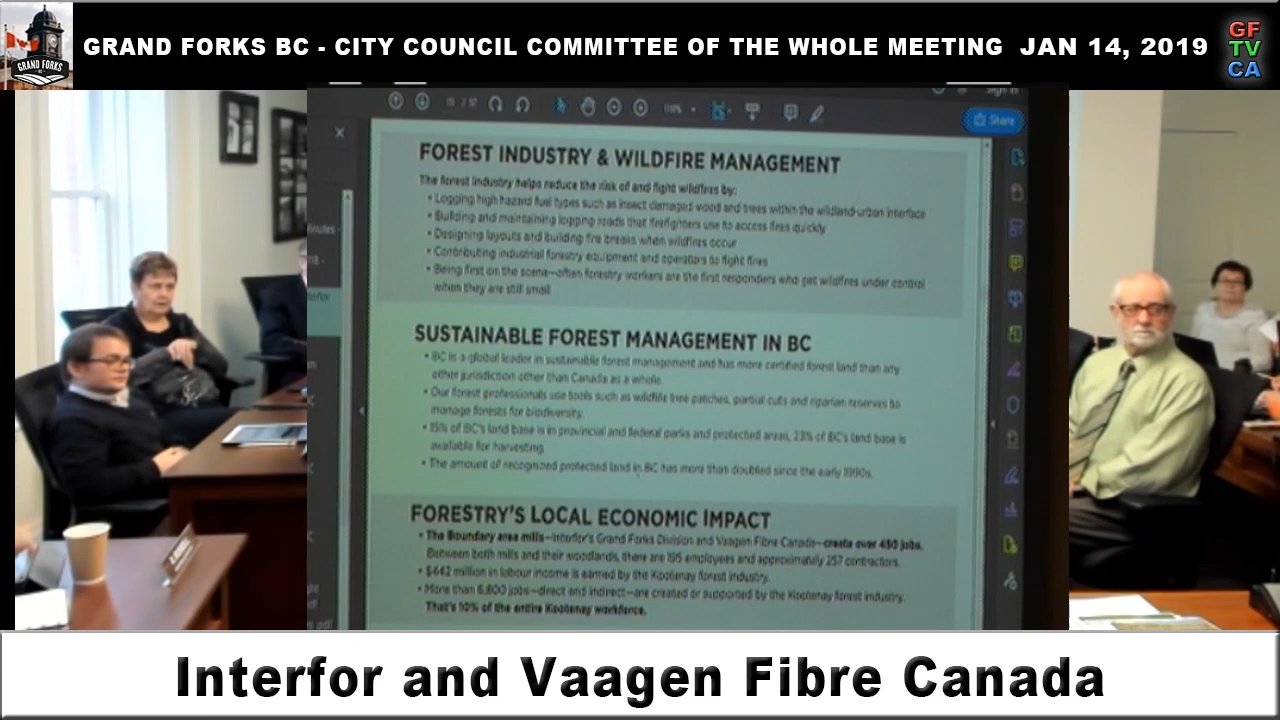 GRAND FORKS BC - CITY COUNCIL COMMITTEE OF THE WHOLE MEETING JAN 14, 2019
GRAND FORKS
GF
TV
CA
Share
FOREST INDUSTRY & WILDFIRE MANAGEMENT
The forest industry helps reduce the risk of and fight wildfires by:
• Logging high hazard fuel types such as insect damaged wood and trees within the wildland-urban interface
• Building and maintaining logging roads that firefighters use to access fires quickly
• Designing layouts and building fire breaks when wildfires occur
• Contributing industrial forestry equipment and operators to fight fires
• Being first on the scene—often forestry workers are the first responders who get wildfires under control
when they are still small
SUSTAINABLE FOREST MANAGEMENT IN BC
• BC is a global leader in sustainable forest management and has more certified forest land than any
other jurisdiction other than Canada as a whole.
• Our forest professionals use tools such as wildlife tree patches, partial cuts and riparian reserves to
manage forests for biodiversity.
• 15% of BC's land base is in provincial and federal parks and protected areas, 23% of BC's land base is
available for harvesting.
• The amount of recognized protected land in BC has more than doubled since the early 1990s.
FORESTRY'S LOCAL ECONOMIC IMPACT
• The Boundary area mills—Interfor's Grand Forks Division and Vaagen Fibre Canada—create over 450 jobs.
Between both mills and their woodlands, there are 195 employees and approximately 257 contractors.
• $642 million in labour income is earned by the Kootenay forest industry.
• More than 6,800 jobs—direct and indirect—are created or supported by the Kootenay forest industry.
That's 10% of the entire Kootenay workforce.
Interfor and Vaagen Fibre Canada